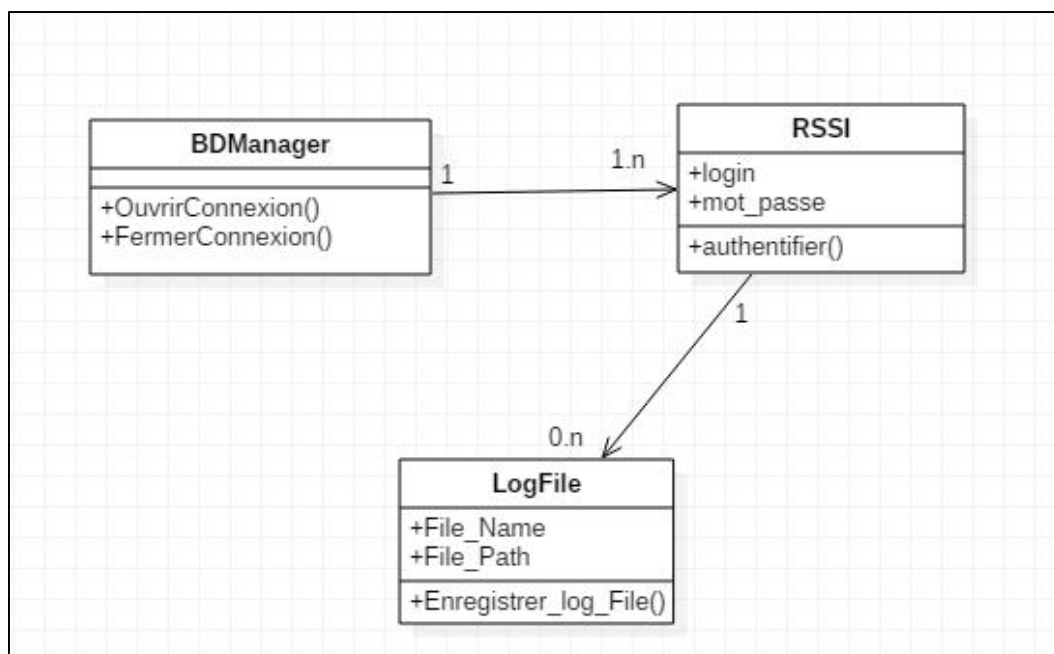 BDManager
+OuvrirConnexion()
+FermerConnexion()
1
1.n
RSSI
+login
+mot_passe
+authentifier()
1
0.n
LogFile
+File_Name
+File_Path
+Enregistrer_log_File()